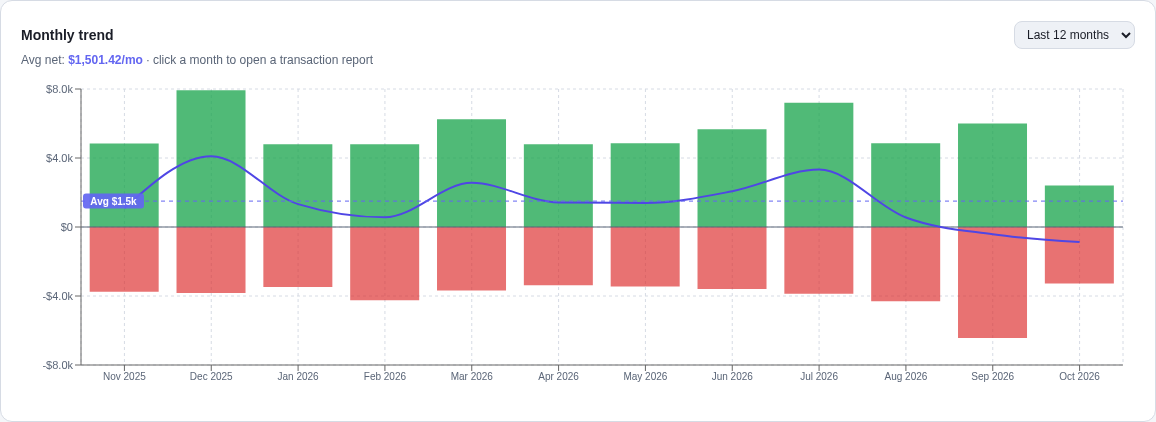 Monthly trend
Last 12 months
Avg net: $1,501.42/mo · click a month to open a transaction report
$8.0k
$4.0k
Avg $1.5k
$0
-$4.0k
-$8.0k
Nov 2025 Dec 2025 Jan 2026 Feb 2026 Mar 2026 Apr 2026 May 2026 Jun 2026 Jul 2026 Aug 2026 Sep 2026 Oct 2026